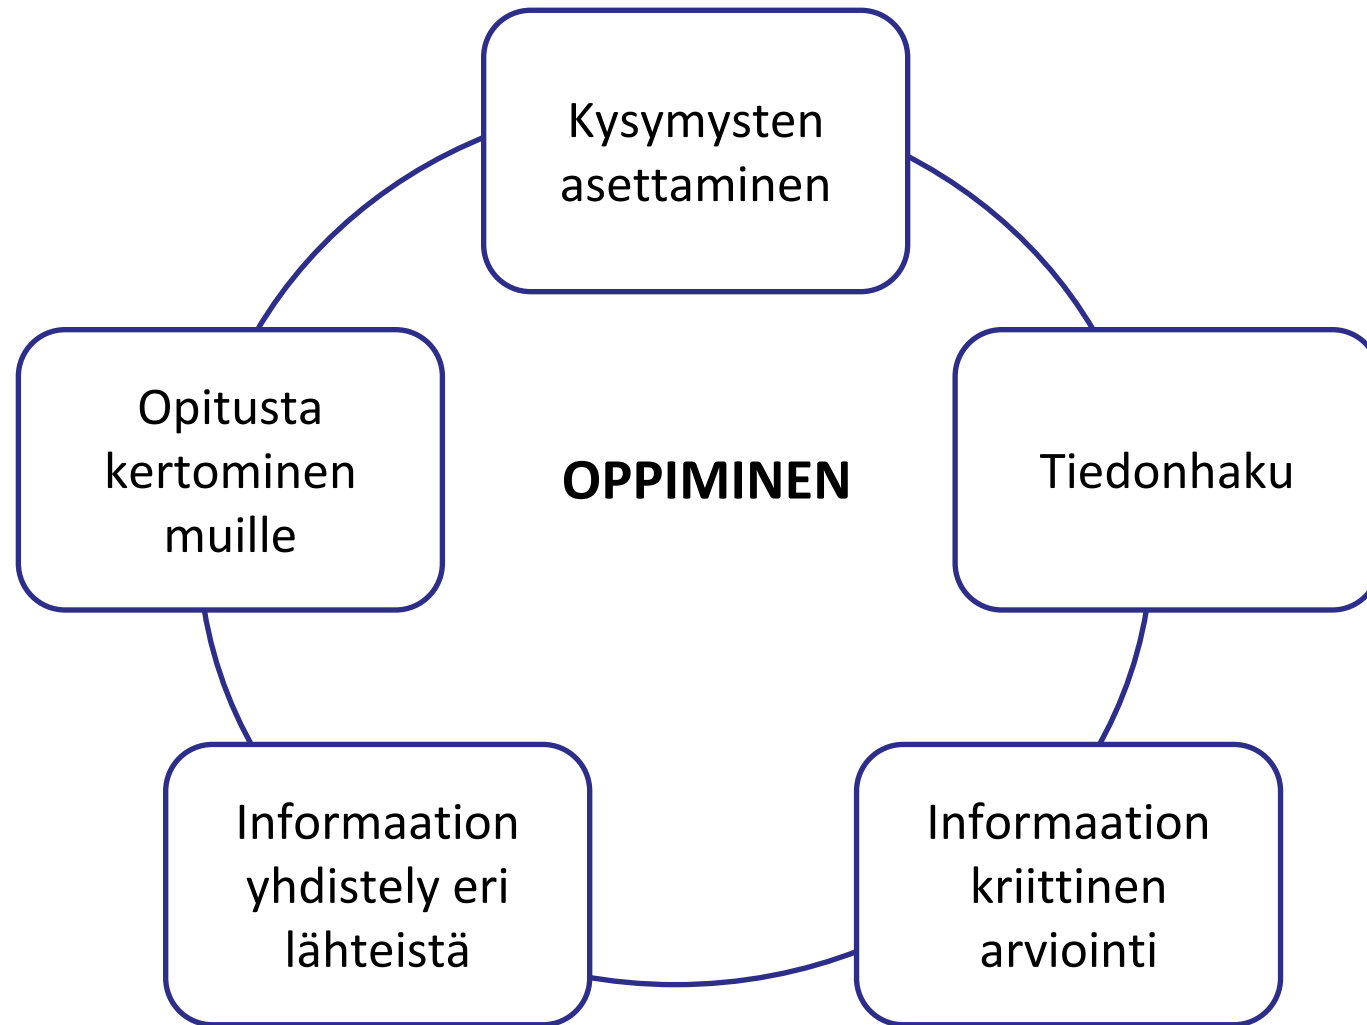 Kysymysten
asettaminen
Opitusta
kertominen
muille
OPPIMINEN
Tiedonhaku
Informaation
yhdistely eri
lähteistä
Informaation
kriittinen
arviointi